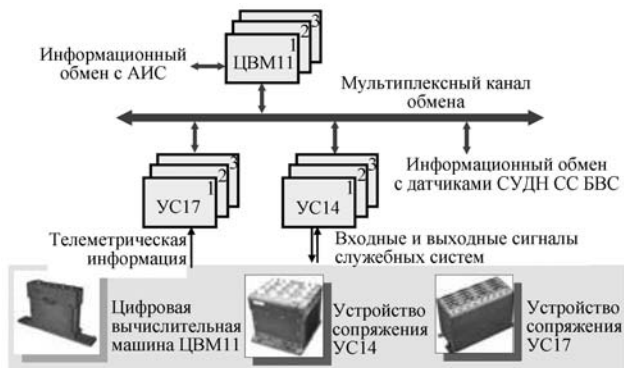 3
2
1
ЦВМ11
Информационный
обмен с АИС
Мультиплексный канал
обмена
3
2
1
УС17
3
2
1
УС14
Информационный обмен
с датчиками СУДН СС БВС
Телеметрическая
информация
Входные и выходные сигналы
служебных систем
Цифровая
вычислительная
машина ЦВМ11
Устройство
сопряжения
УС14
Устройство
сопряжения
УС17